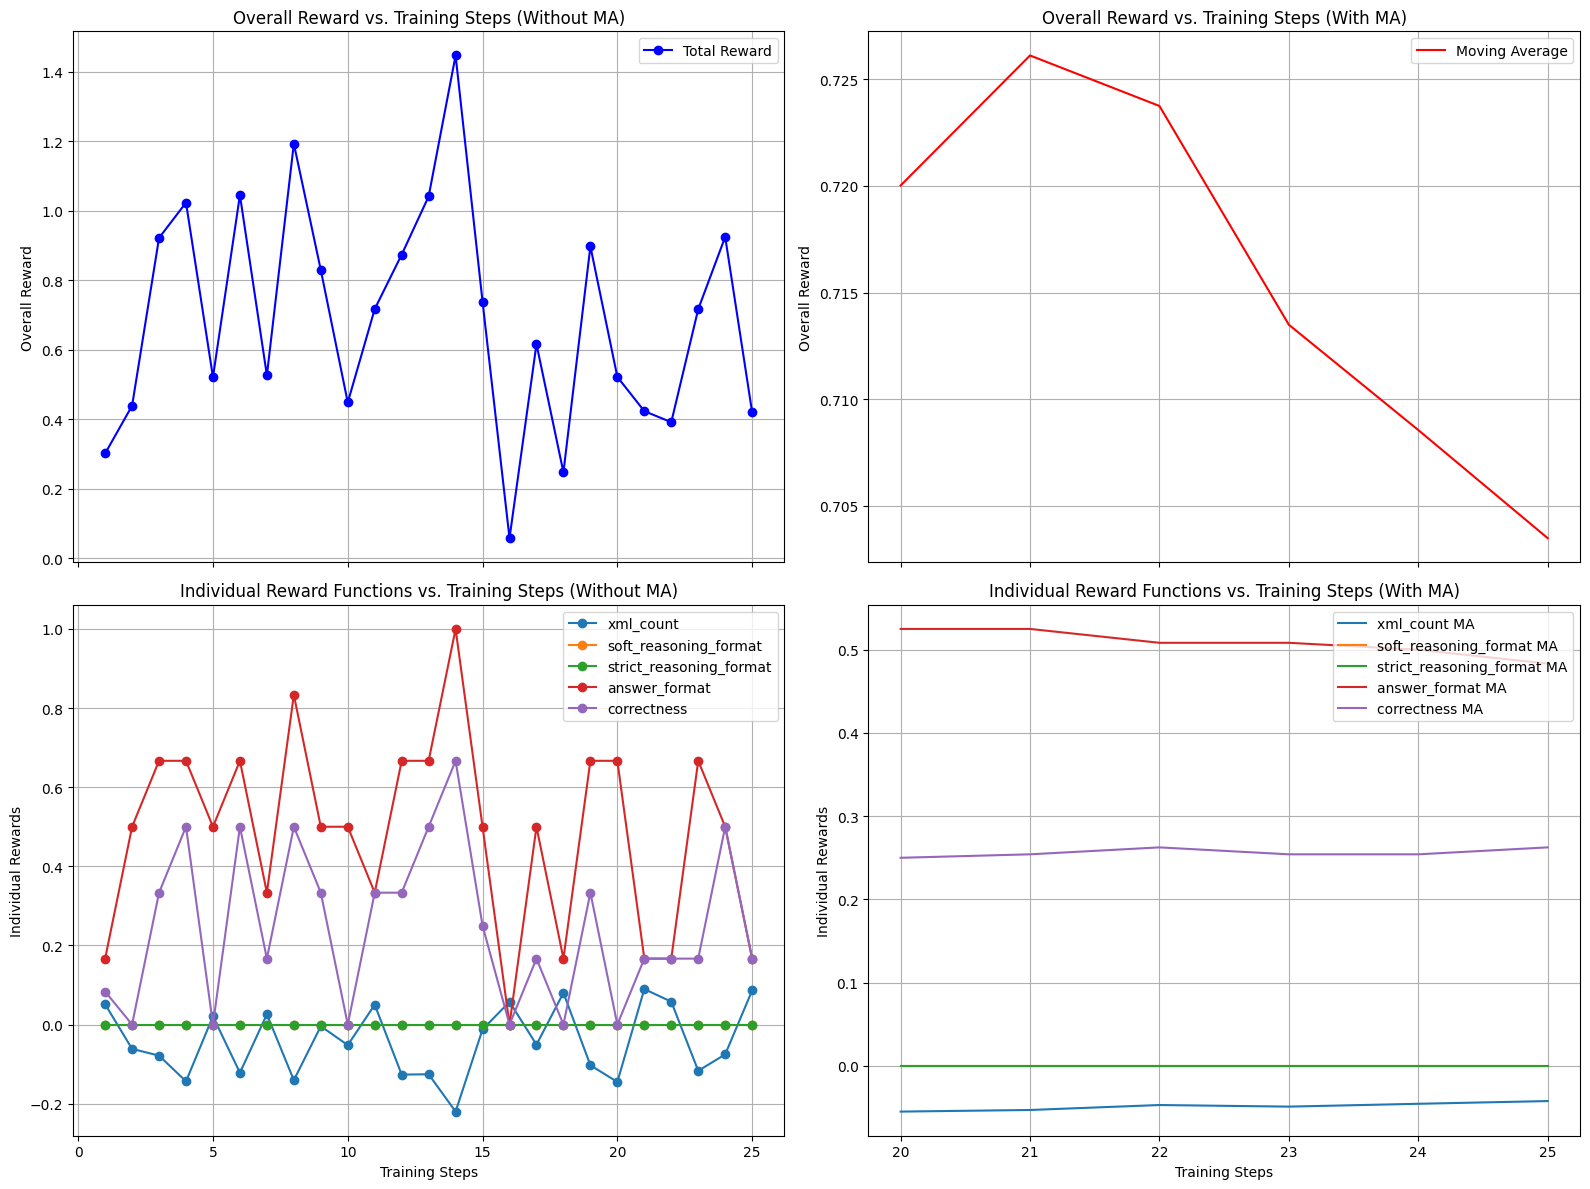 Overall Reward vs. Training Steps (Without MA)
Total Reward
Overall Reward
1.4
1.2
1.0
0.8
0.6
0.4
0.2
0.0
Overall Reward vs. Training Steps (With MA)
Moving Average
Overall Reward
0.725
0.720
0.715
0.710
0.705
Individual Reward Functions vs. Training Steps (Without MA)
xml_count
soft_reasoning_format
strict_reasoning_format
answer_format
correctness
Individual Rewards
1.0
0.8
0.6
0.4
0.2
0.0
−0.2
0 5 10 15 20 25
Training Steps
Individual Reward Functions vs. Training Steps (With MA)
xml_count MA
soft_reasoning_format MA
strict_reasoning_format MA
answer_format MA
correctness MA
Individual Rewards
0.5
0.4
0.3
0.2
0.1
0.0
20 21 22 23 24 25
Training Steps